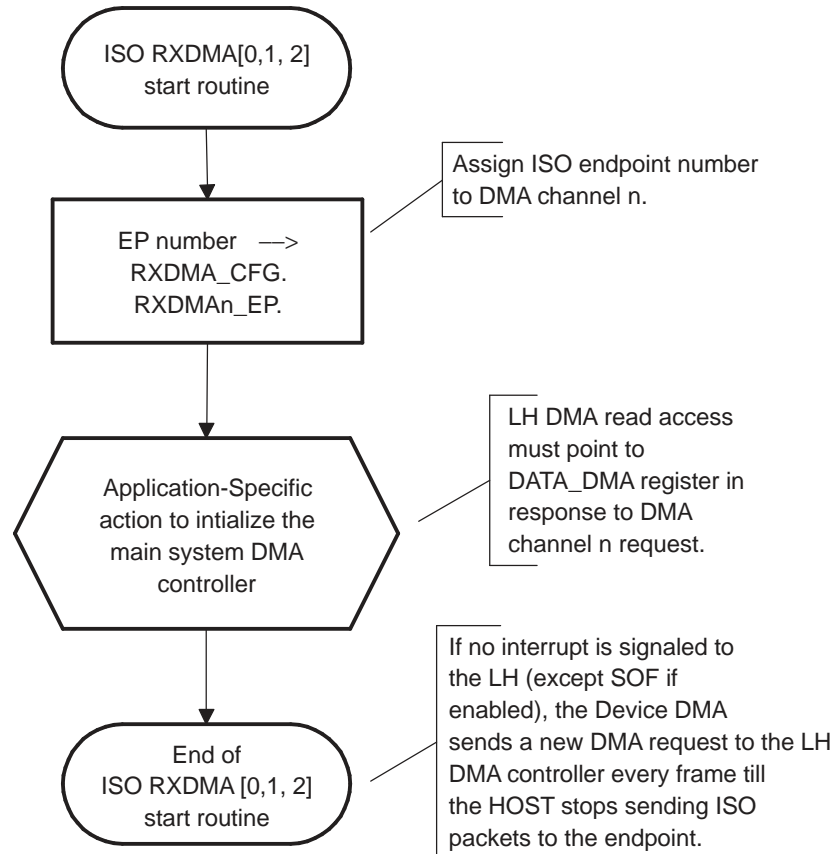 ISO RXDMA[0,1, 2]
start routine
Assign ISO endpoint number
to DMA channel n.
EP number −−>
RXDMA_CFG.
RXDMAn_EP.
LH DMA read access
must point to
DATA_DMA register in
response to DMA
channel n request.
Application-Specific
action to intialize the
main system DMA
controller
If no interrupt is signaled to
the LH (except SOF if
enabled), the Device DMA
sends a new DMA request to the LH
DMA controller every frame till
the HOST stops sending ISO
packets to the endpoint.
End of
ISO RXDMA [0,1, 2]
start routine